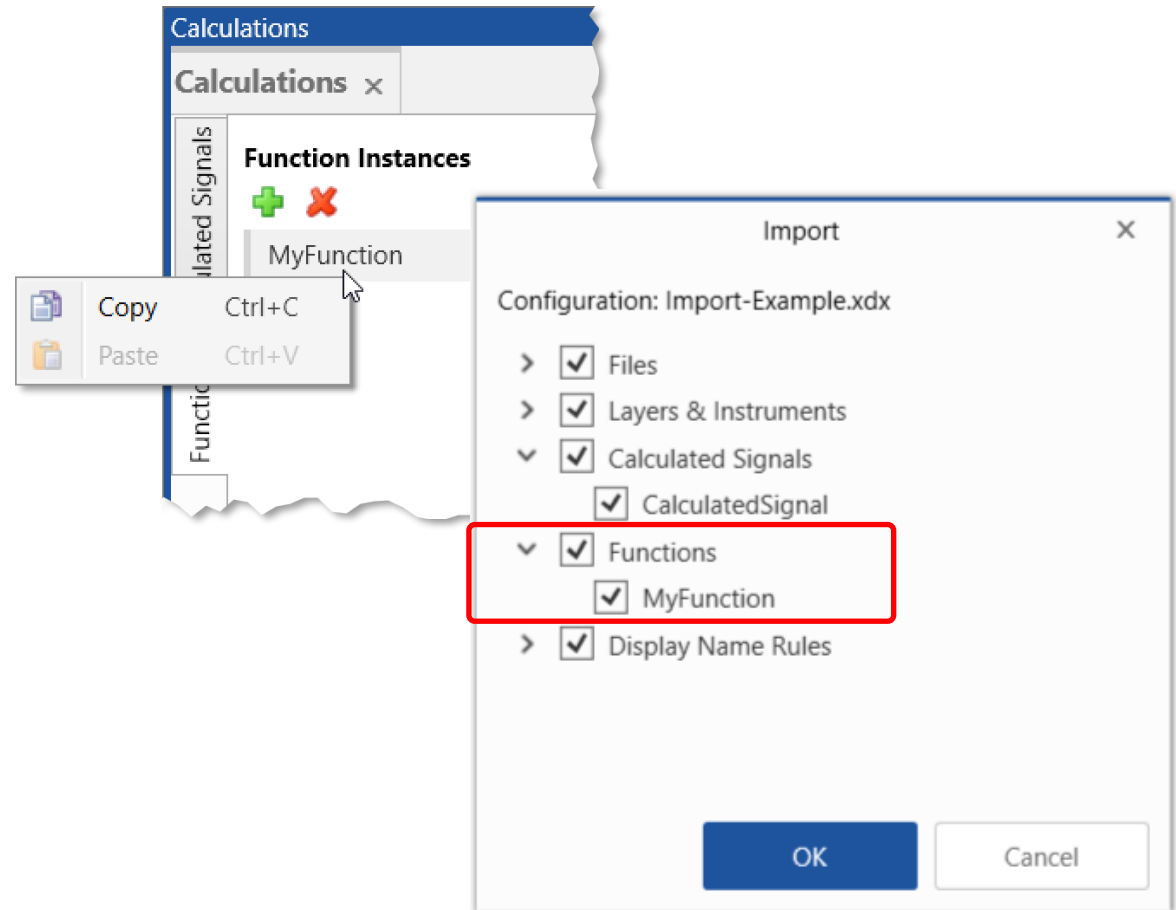 Calculations
Calculations
Function Instances
MyFunction
Copy Ctrl+C
Paste Ctrl+V
ulated Signals
Functio
Import
Configuration: Import-Example.xdx
Files
Layers & Instruments
Calculated Signals
CalculatedSignal
Functions
MyFunction
Display Name Rules
OK
Cancel